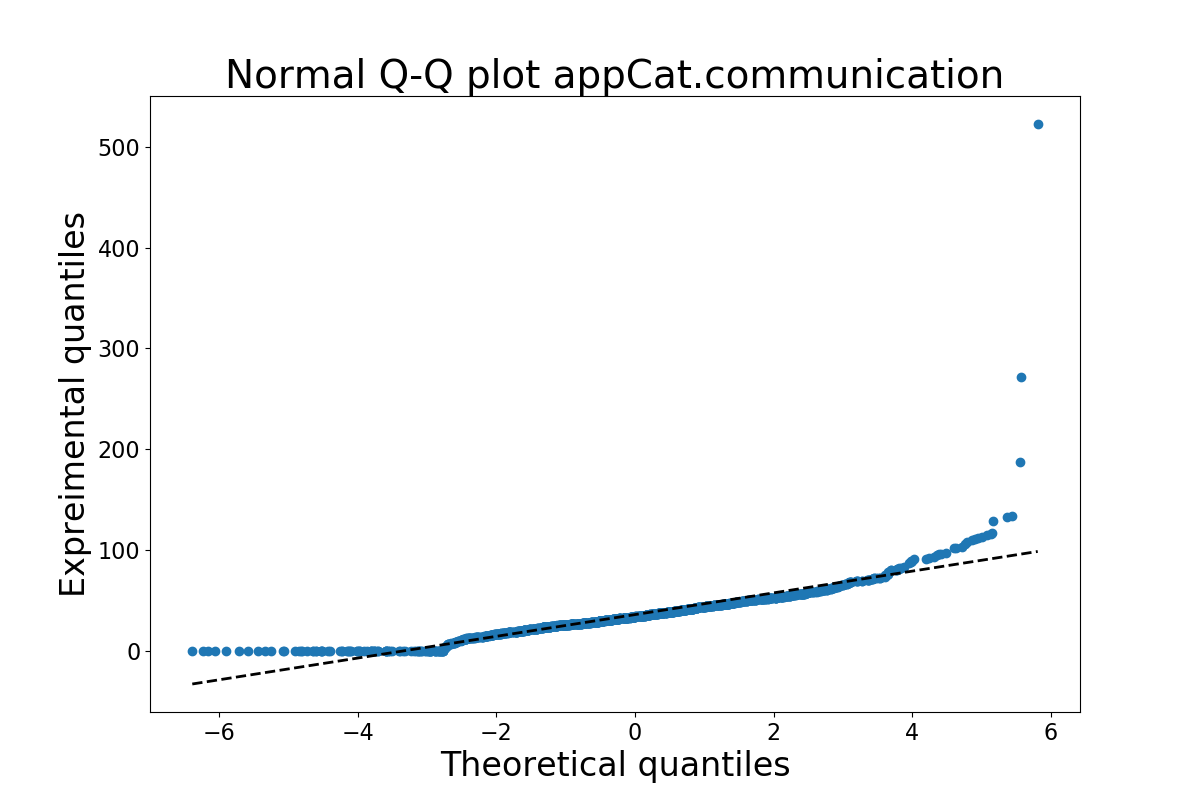 Normal Q-Q plot appCat.communication
Expreimental quantiles
500
400
300
200
100
0
−6 −4 −2 0 2 4 6
Theoretical quantiles